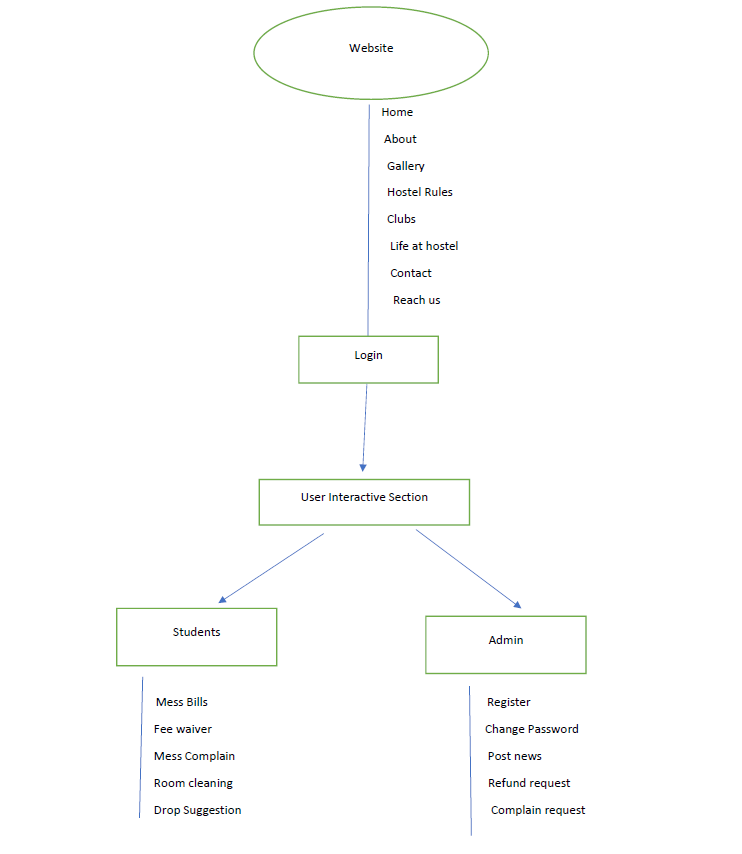 Website
Home
About
Gallery
Hostel Rules
Clubs
Life at hostel
Contact
Reach us
Login
User Interactive Section
Students
Mess Bills
Fee waiver
Mess Complain
Room cleaning
Drop Suggestion
Admin
Register
Change Password
Post news
Refund request
Complain request